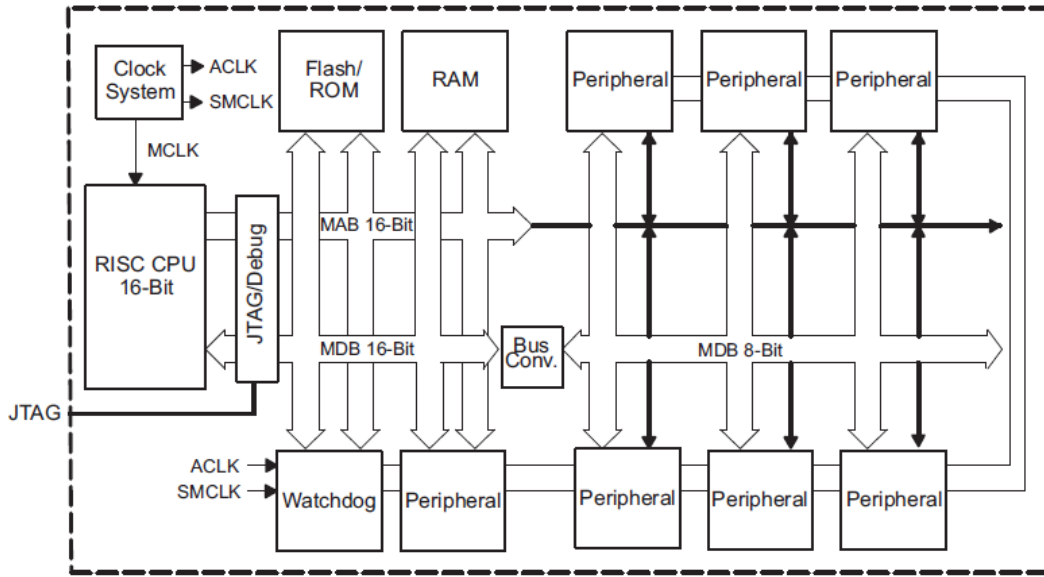 Clock
System
ACLK
SMCLK
MCLK
Flash/
ROM
RAM
Peripheral
Peripheral
Peripheral
RISC CPU
16-Bit
JTAG/Debug
MAB 16-Bit
MDB 16-Bit
Bus
Conv.
MDB 8-Bit
JTAG
ACLK
SMCLK
Watchdog
Peripheral
Peripheral
Peripheral
Peripheral